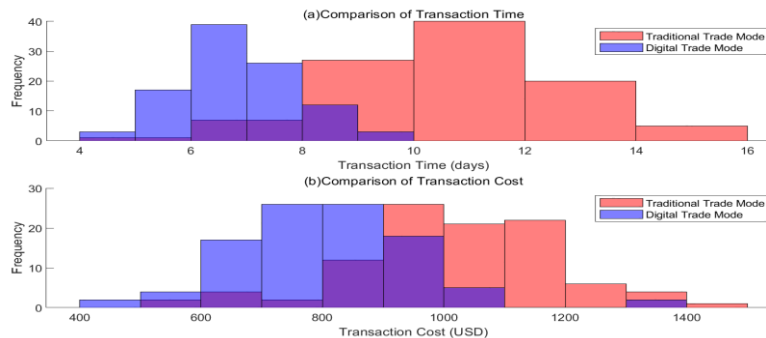 (a)Comparison of Transaction Time
40
30
20
10
0
Frequency
Traditional Trade Mode
Digital Trade Mode
4 6 8 10 12 14 16
Transaction Time (days)
(b)Comparison of Transaction Cost
30
20
10
0
Frequency
Traditional Trade Mode
Digital Trade Mode
400 600 800 1000 1200 1400
Transaction Cost (USD)